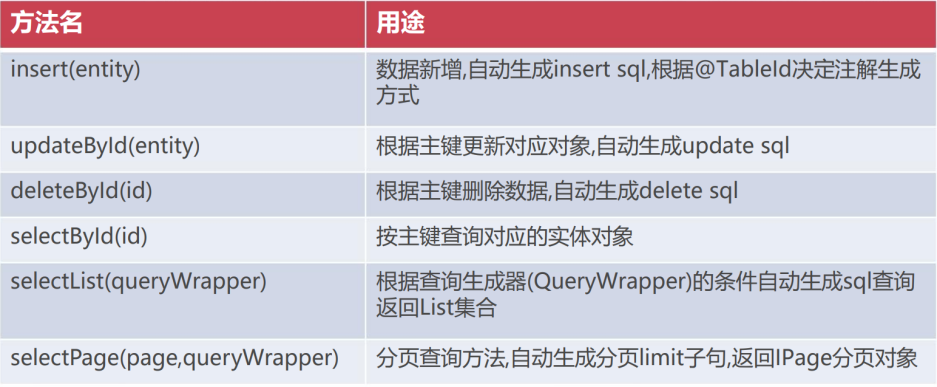 方法名
用途
insert(entity)
数据新增,自动生成insert sql,根据@TableId决定注解生成
方式
updateById(entity)
根据主键更新对应对象,自动生成update sql
deleteById(id)
根据主键删除数据,自动生成delete sql
selectById(id)
按主键查询对应的实体对象
selectList(queryWrapper)
根据查询生成器(QueryWrapper)的条件自动生成sql查询
返回List集合
selectPage(page,queryWrapper)
分页查询方法,自动生成分页limit子句,返回IPage分页对象